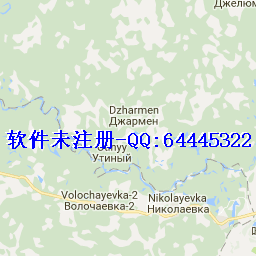 Джелюм
Dzharmen
Джармен
软件未注册-QQ:64445322
Утиный
Volochayevka-2
Волочаевка-2
Nikolayevka
Николаевка